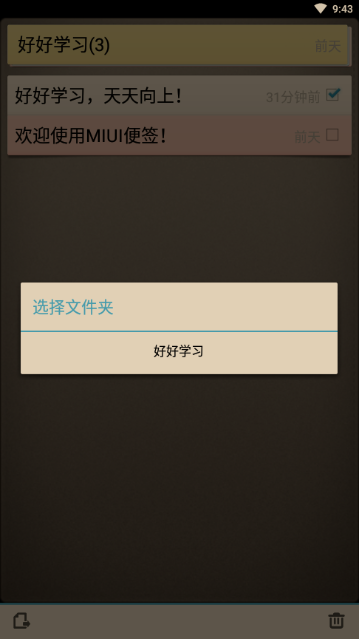 9:43
好好学习(3)
前天
好好学习，天天向上！
31分钟前
欢迎使用MIUI便签！
前天
选择文件夹
好好学习